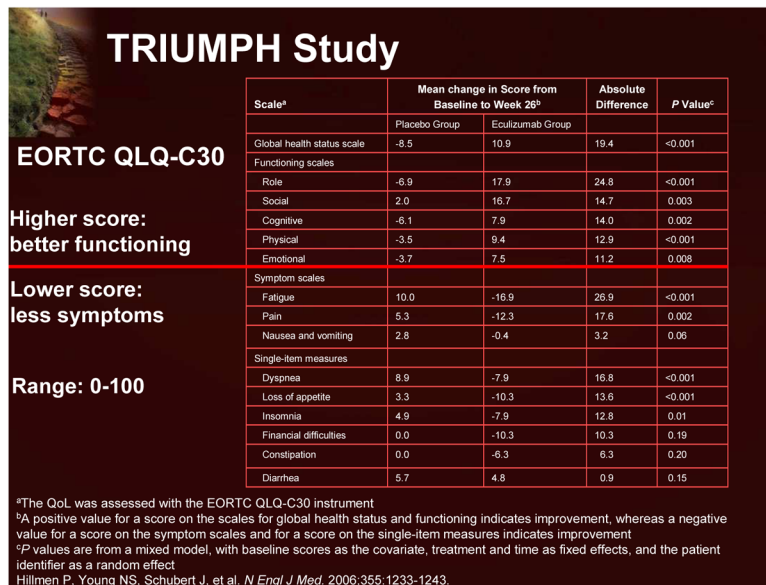 TRIUMPH Study
EORTC QLQ-C30
Higher score:
better functioning
Lower score:
less symptoms
Range: 0-100
Scaleᵃ Mean change in Score from Baseline to Week 26ᵇ Absolute Difference P Valueᶜ
Placebo Group Eculizumab Group
Global health status scale -8.5 10.9 19.4 <0.001
Functioning scales
Role -6.9 17.9 24.8 <0.001
Social 2.0 16.7 14.7 0.003
Cognitive -6.1 7.9 14.0 0.002
Physical -3.5 9.4 12.9 <0.001
Emotional -3.7 7.5 11.2 0.008
Symptom scales
Fatigue 10.0 -16.9 26.9 <0.001
Pain 5.3 -12.3 17.6 0.002
Nausea and vomiting 2.8 -0.4 3.2 0.06
Single-item measures
Dyspnea 8.9 -7.9 16.8 <0.001
Loss of appetite 3.3 -10.3 13.6 <0.001
Insomnia 4.9 -7.9 12.8 0.01
Financial difficulties 0.0 -10.3 10.3 0.19
Constipation 0.0 -6.3 6.3 0.20
Diarrhea 5.7 4.8 0.9 0.15
ᵃThe QoL was assessed with the EORTC QLQ-C30 instrument
ᵇA positive value for a score on the scales for global health status and functioning indicates improvement, whereas a negative
value for a score on the symptom scales and for a score on the single-item measures indicates improvement
ᶜP values are from a mixed model, with baseline scores as the covariate, treatment and time as fixed effects, and the patient
identifier as a random effect
Hillmen P, Young NS, Schubert J, et al. N Engl J Med. 2006;355:1233-1243.